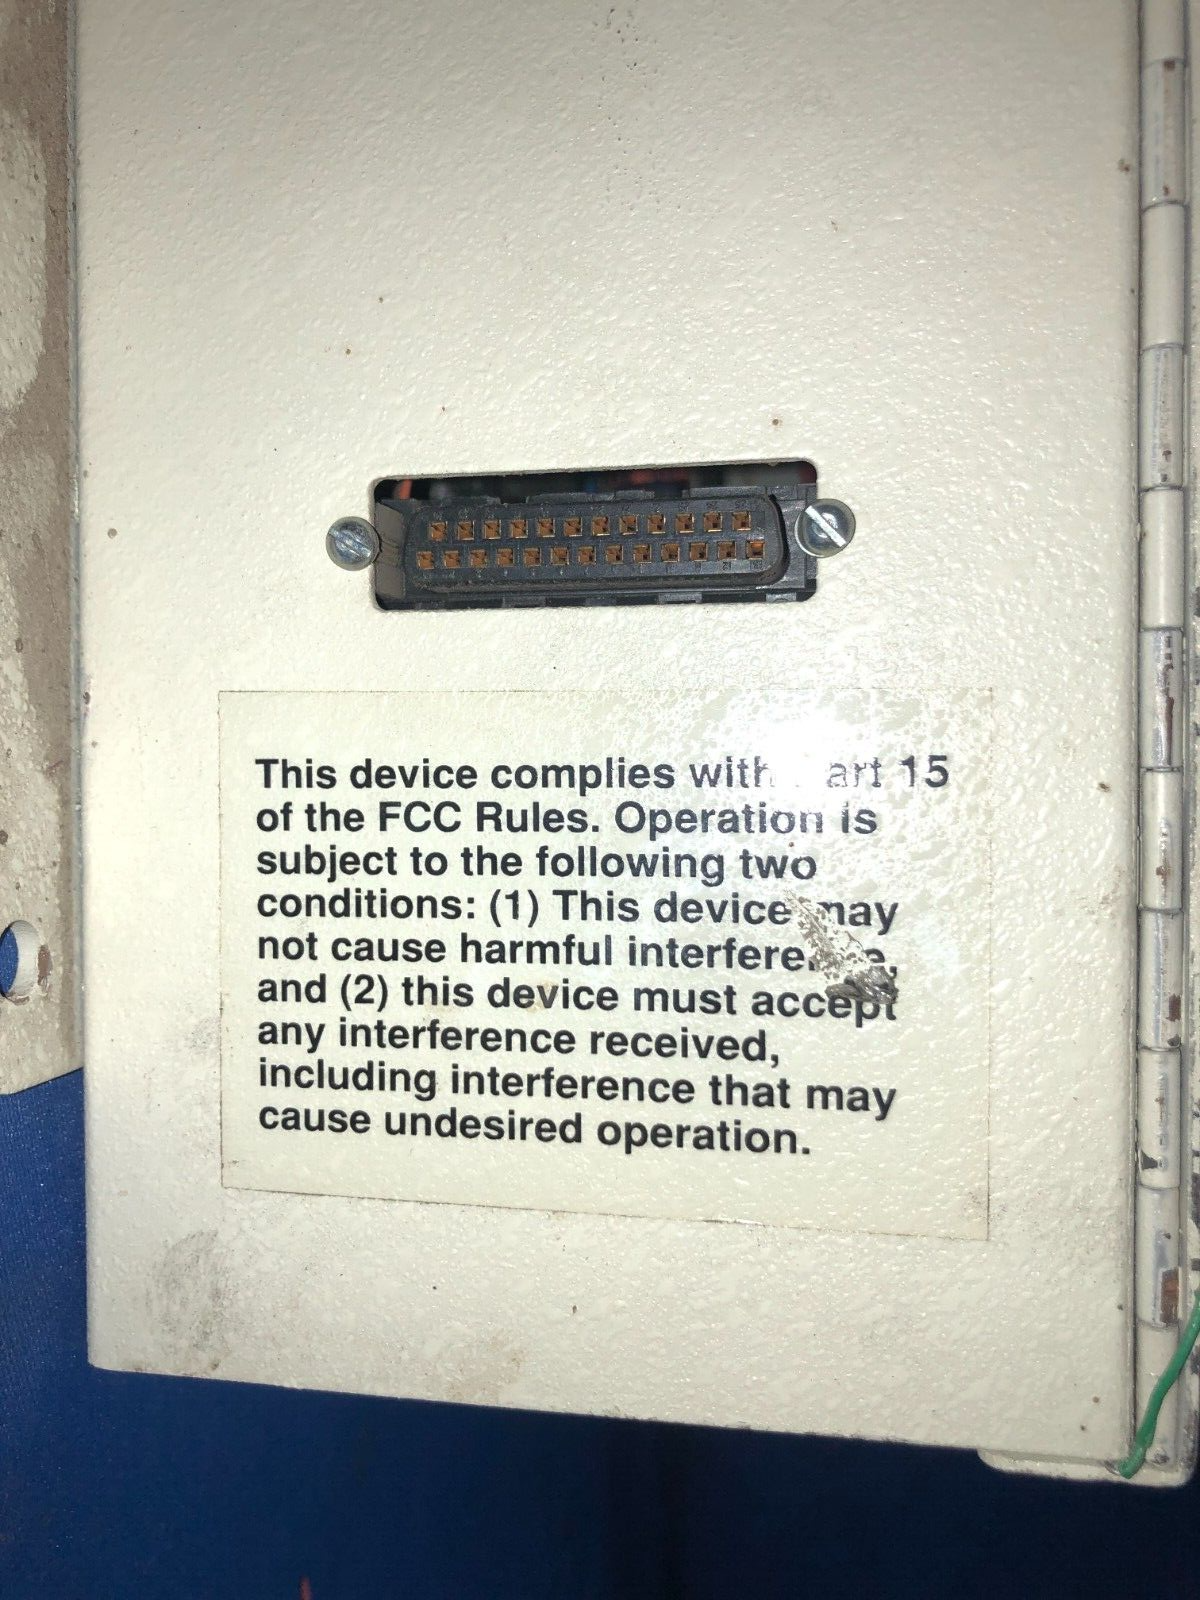 This device complies with Part 15
of the FCC Rules. Operation is
subject to the following two
conditions: (1) This device may
not cause harmful interference,
and (2) this device must accept
any interference received,
including interference that may
cause undesired operation.